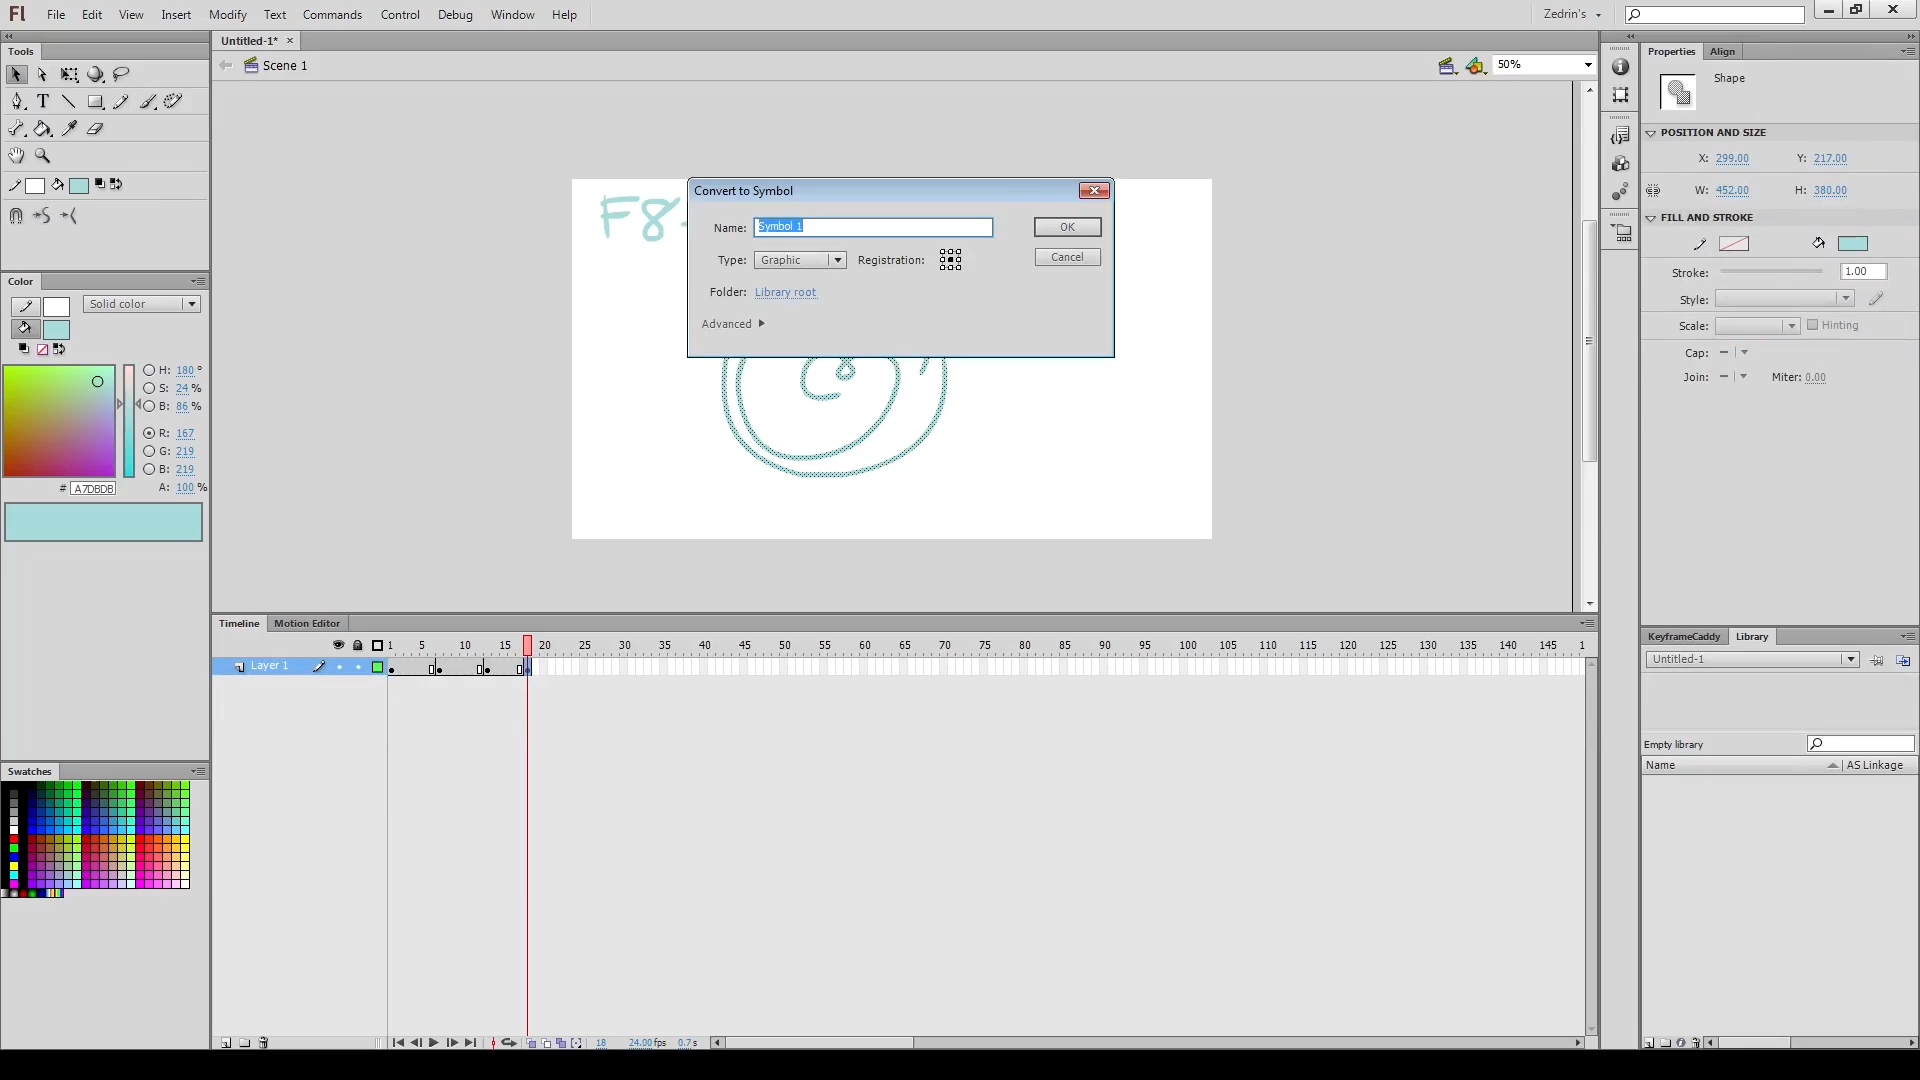 Fl File Edit View Insert Modify Text Commands Control Debug Window Help Zedrin's
Tools
Untitled-1*
Scene 1
50%
Properties Align
Shape
POSITION AND SIZE
X: 299.00 Y: 217.00
W: 452.00 H: 380.00
FILL AND STROKE
Stroke: 1.00
Style:
Scale: Hinting
Cap:
Join: Miter: 0.00
F8-
Convert to Symbol
Name: Symbol 1 OK
Type: Graphic Registration: Cancel
Folder: Library root
Advanced
Color
Solid color
H: 180 °
S: 24 %
B: 86 %
R: 167
G: 219
B: 219
# A7DBDB A: 100 %
Swatches
Timeline Motion Editor
1 5 10 15 20 25 30 35 40 45 50 55 60 65 70 75 80 85 90 95 100 105 110 115 120 125 130 135 140 145 1
Layer 1
18 24.00 fps 0.7 s
KeyframeCaddy Library
Untitled-1
Empty library
Name AS Linkage